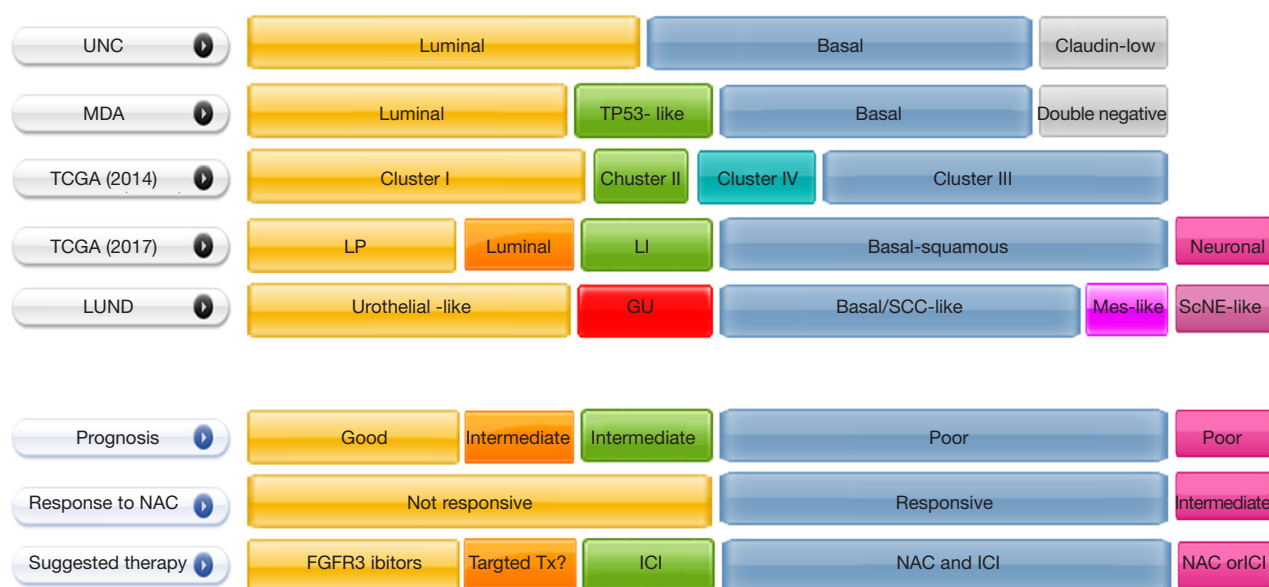 UNC Luminal Basal Claudin-low
MDA Luminal TP53- like Basal Double negative
TCGA (2014) Cluster I Chuster II Cluster IV Cluster III
TCGA (2017) LP Luminal LI Basal-squamous Neuronal
LUND Urothelial -like GU Basal/SCC-like Mes-like ScNE-like
Prognosis Good Intermediate Intermediate Poor Poor
Response to NAC Not responsive Responsive Intermediate
Suggested therapy FGFR3 ibitors Targted Tx? ICI NAC and ICI NAC orICI